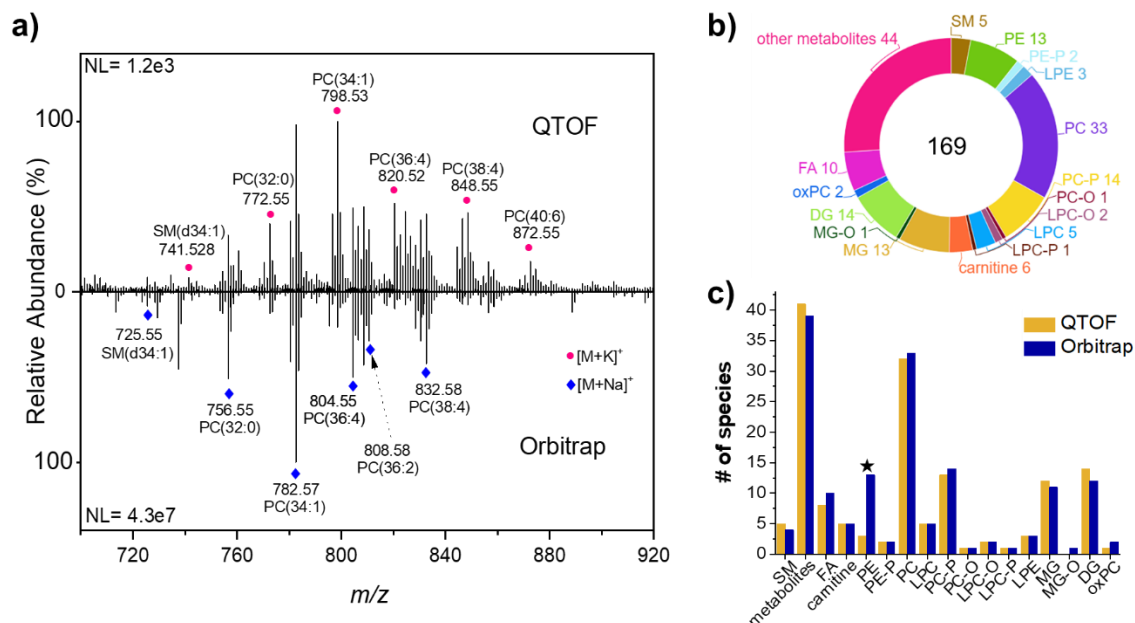 a)
NL= 1.2e3
QTOF
PC(34:1)
798.53
PC(36:4)
820.52
PC(38:4)
848.55
PC(32:0)
772.55
PC(40:6)
872.55
SM(d34:1)
741.528
100
0
100
Relative Abundance (%)
725.55
SM(d34:1)
756.55
PC(32:0)
782.57
PC(34:1)
804.55
PC(36:4)
808.58
PC(36:2)
832.58
PC(38:4)
[M+K]+
[M+Na]+
Orbitrap
NL= 4.3e7
720 760 800 840 880 920
m/z
b)
other metabolites 44
SM 5
PE 13
PE-P 2
LPE 3
PC 33
PC-P 14
PC-O 1
LPC-O 2
LPC 5
LPC-P 1
carnitine 6
MG 13
MG-O 1
DG 14
oxPC 2
FA 10
169
c)
QTOF
Orbitrap
# of species
40
35
30
25
20
15
10
5
0
SM
metabolites
FA
carnitine
PE
PE-P
PC
LPC
PC-P
PC-O
LPC-O
LPC-P
LPE
MG
MG-O
DG
oxPC